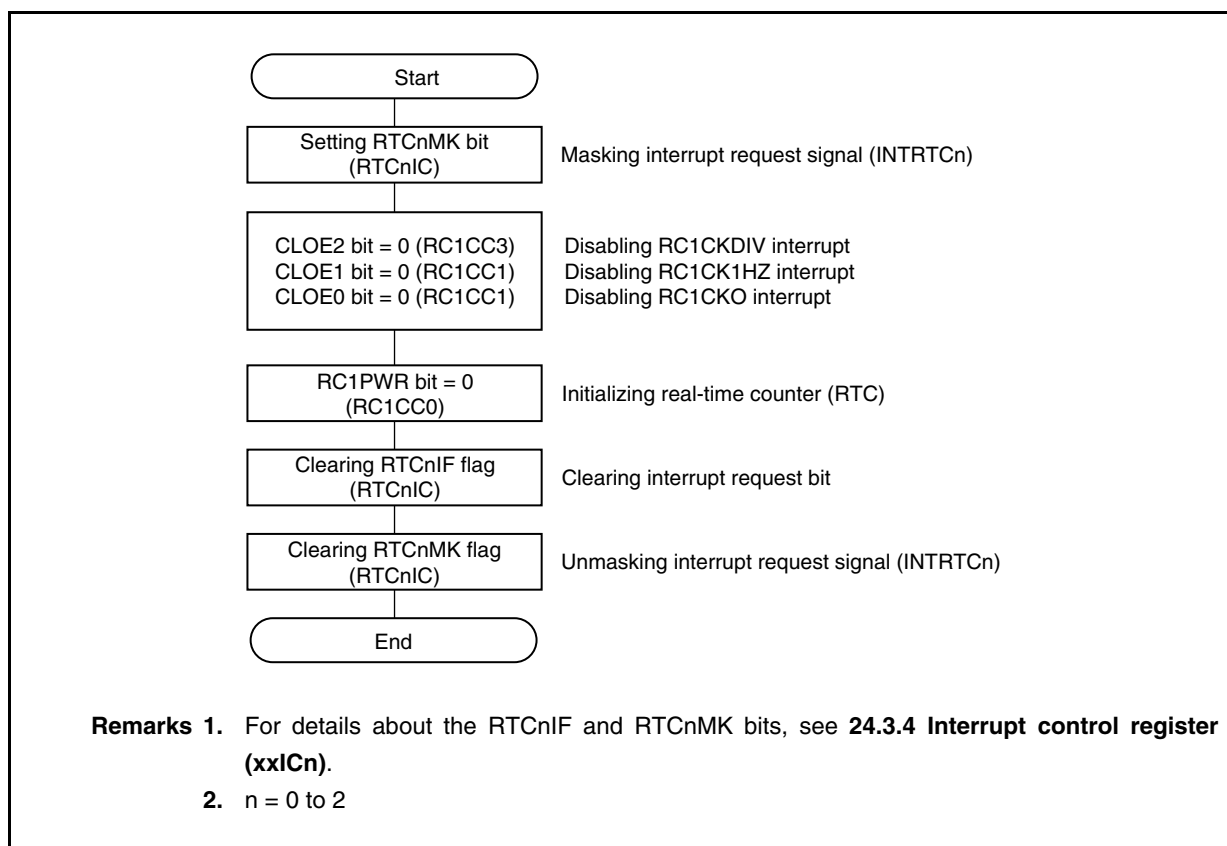 Start
Setting RTCnMK bit
(RTCnIC)
Masking interrupt request signal (INTRTCn)
CLOE2 bit = 0 (RC1CC3)
CLOE1 bit = 0 (RC1CC1)
CLOE0 bit = 0 (RC1CC1)
Disabling RC1CKDIV interrupt
Disabling RC1CK1HZ interrupt
Disabling RC1CKO interrupt
RC1PWR bit = 0
(RC1CC0)
Initializing real-time counter (RTC)
Clearing RTCnIF flag
(RTCnIC)
Clearing interrupt request bit
Clearing RTCnMK flag
(RTCnIC)
Unmasking interrupt request signal (INTRTCn)
End
Remarks 1. For details about the RTCnIF and RTCnMK bits, see 24.3.4 Interrupt control register
(xxICn).
2. n = 0 to 2